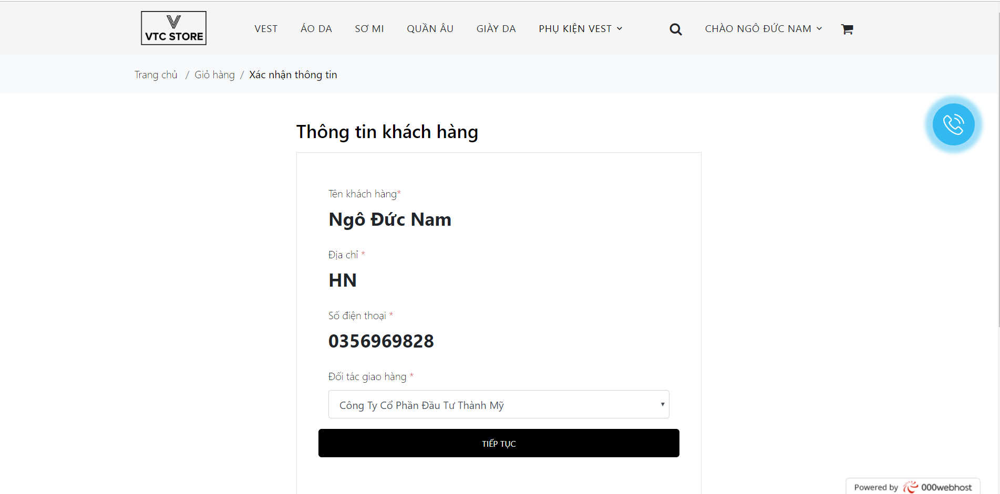 VTC STORE
VEST ÁO DA SƠ MI QUẦN ÂU GIÀY DA PHỤ KIỆN VEST CHÀO NGÔ ĐỨC NAM
Trang chủ / Giỏ hàng / Xác nhận thông tin
Thông tin khách hàng
Tên khách hàng*
Ngô Đức Nam
Địa chỉ *
HN
Số điện thoại *
0356969828
Đối tác giao hàng *
Công Ty Cổ Phần Đầu Tư Thành Mỹ
TIẾP TỤC
Powered by 000webhost